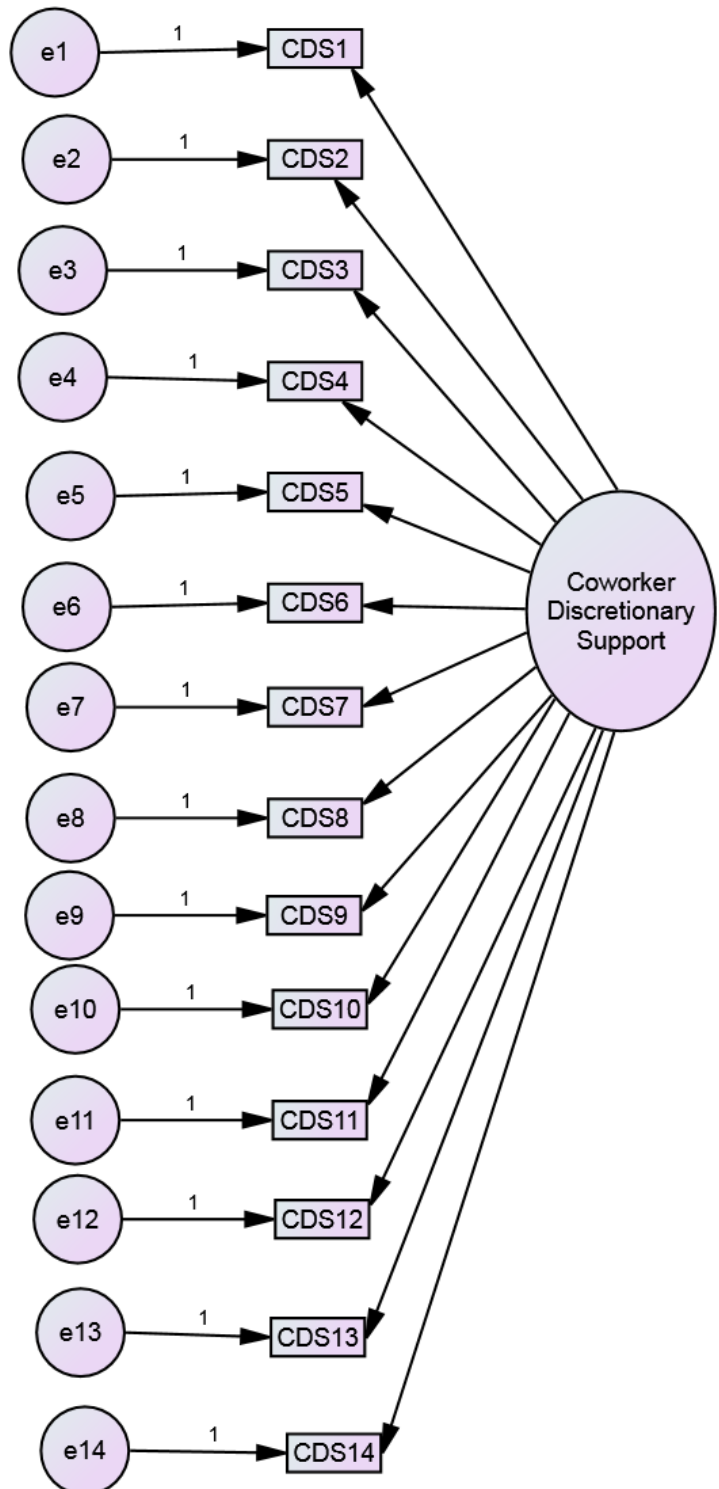 e1 1 CDS1
e2 1 CDS2
e3 1 CDS3
e4 1 CDS4
e5 1 CDS5
e6 1 CDS6
e7 1 CDS7
e8 1 CDS8
e9 1 CDS9
e10 1 CDS10
e11 1 CDS11
e12 1 CDS12
e13 1 CDS13
e14 1 CDS14
Coworker
Discretionary
Support